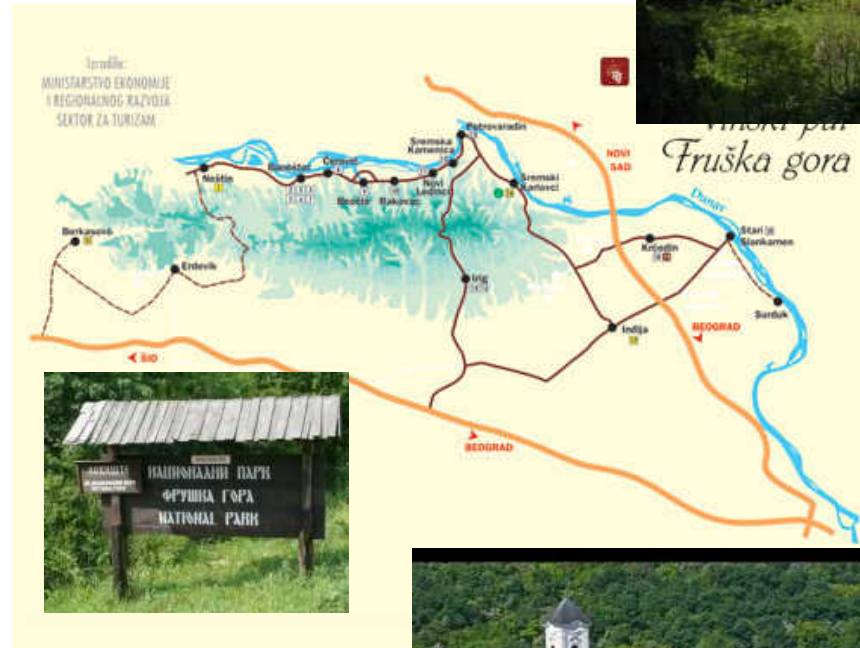 Izradile:
MINISTARSTVO EKONOMIJE
I REGIONALNOG RAZVOJA
SEKTOR ZA TURIZAM
Vinski put
Fruška gora
Petrovaradin
Sremska
Kamenica
NOVI
SAD
Neštin
Čerević
Beočin
Rakovac
Novi
Ledinci
Sremski
Karlovci
Dunav
Berkasovo
Erdevik
Irig
Krčedin
Stari
Slankamen
Surduk
Inđija
BEOGRAD
ŠID
BEOGRAD
НАЦИОНАЛНИ ПАРК
ФРУШКА ГОРА
NATIONAL PARK